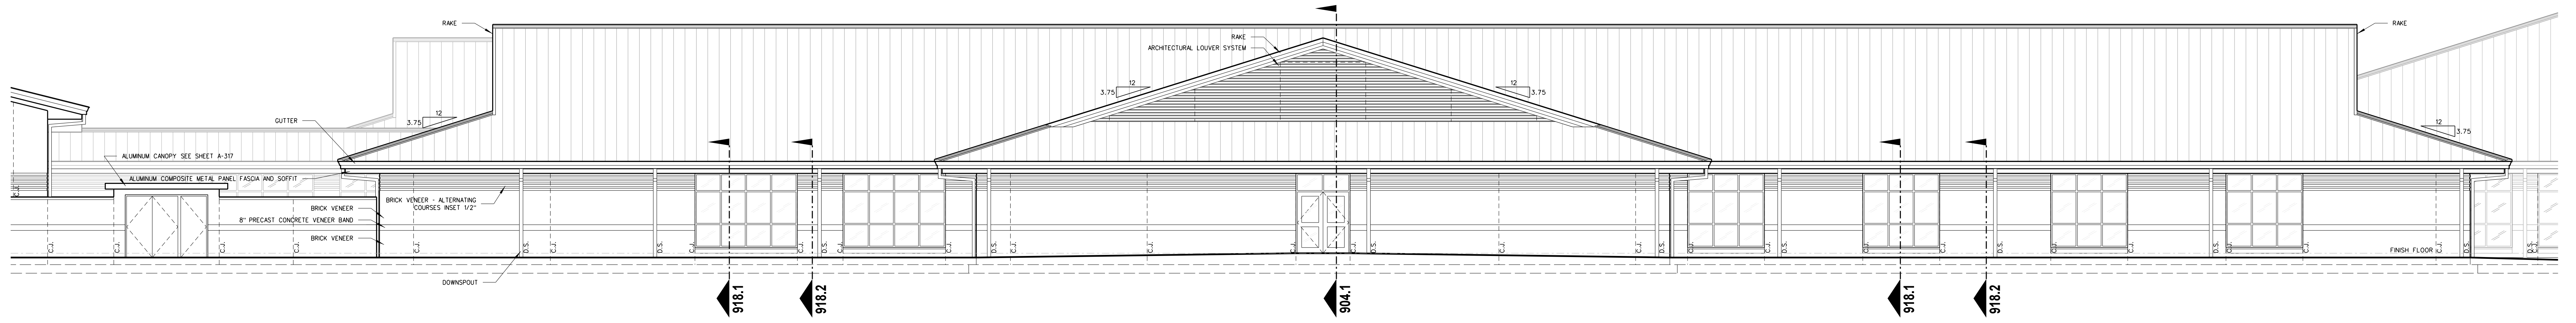 RAKE
RAKE
RAKE
ARCHITECTURAL LOUVER SYSTEM
12
3.75
12
3.75
12
3.75
12
3.75
GUTTER
ALUMINUM CANOPY SEE SHEET A-317
ALUMINUM COMPOSITE METAL PANEL FASCIA AND SOFFIT
BRICK VENEER - ALTERNATING
COURSES INSET 1/2"
BRICK VENEER
8" PRECAST CONCRETE VENEER BAND
BRICK VENEER
C.J.
C.J.
C.J.
C.J.
C.J.
C.J.
D.S.
C.J.
D.S.
C.J.
C.J.
D.S.
C.J.
C.J.
D.S.
C.J.
C.J.
C.J.
C.J.
D.S.
C.J.
C.J.
D.S.
C.J.
C.J.
D.S.
C.J.
C.J.
D.S.
C.J.
C.J.
D.S.
C.J.
C.J.
FINISH FLOOR
C.J.
D.S.
D.S.
DOWNSPOUT
918.1
918.2
904.1
918.1
918.2